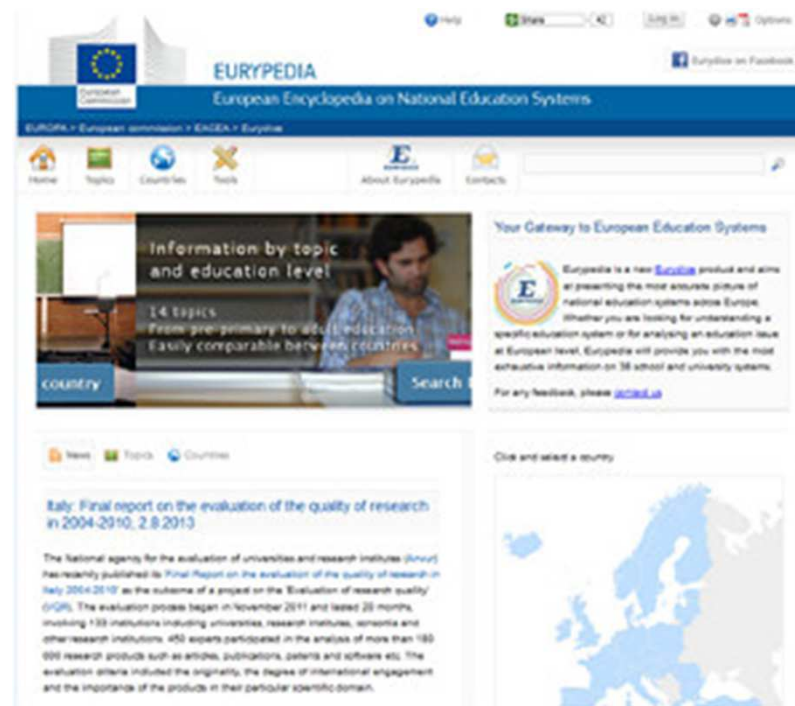 Help
Share
42
Log in
Options
European
Commission
EURYPEDIA
Eurydice on Facebook
European Encyclopedia on National Education Systems
EUROPA > European commission > EACEA > Eurydice
Home
Topics
Countries
Tools
About Eurypedia
Contacts
Information by topic
and education level
14 topics
From pre-primary to adult education
Easily comparable between countries
country
Search
Your Gateway to European Education Systems
Eurypedia is a new Eurydice product and aims
at presenting the most accurate picture of
national education systems across Europe.
Whether you are looking for understanding a
specific education system or for analysing an education issue
at European level, Eurypedia will provide you with the most
exhaustive information on 38 school and university systems.
For any feedback, please contact us
News
Topics
Countries
Click and select a country
Italy: Final report on the evaluation of the quality of research
in 2004-2010, 2.8.2013
The National agency for the evaluation of universities and research institutes (Anvur)
has recently published its 'Final Report on the evaluation of the quality of research in
Italy 2004-2010' as the outcome of a project on the 'Evaluation of research quality'
(VQR). The evaluation process began in November 2011 and lasted 20 months,
involving 133 institutions including universities, research institutes, consortia and
other research institutions. 450 experts participated in the analysis of more than 180
000 research products such as articles, publications, patents and software etc. The
evaluation criteria included the originality, the degree of international engagement
and the importance of the products in their particular scientific domain.